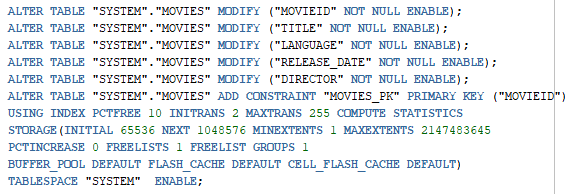 ALTER TABLE "SYSTEM"."MOVIES" MODIFY ("MOVIEID" NOT NULL ENABLE);
ALTER TABLE "SYSTEM"."MOVIES" MODIFY ("TITLE" NOT NULL ENABLE);
ALTER TABLE "SYSTEM"."MOVIES" MODIFY ("LANGUAGE" NOT NULL ENABLE);
ALTER TABLE "SYSTEM"."MOVIES" MODIFY ("RELEASE_DATE" NOT NULL ENABLE);
ALTER TABLE "SYSTEM"."MOVIES" MODIFY ("DIRECTOR" NOT NULL ENABLE);
ALTER TABLE "SYSTEM"."MOVIES" ADD CONSTRAINT "MOVIES_PK" PRIMARY KEY ("MOVIEID")
USING INDEX PCTFREE 10 INITRANS 2 MAXTRANS 255 COMPUTE STATISTICS
STORAGE(INITIAL 65536 NEXT 1048576 MINEXTENTS 1 MAXEXTENTS 2147483645
PCTINCREASE 0 FREELISTS 1 FREELIST GROUPS 1
BUFFER_POOL DEFAULT FLASH_CACHE DEFAULT CELL_FLASH_CACHE DEFAULT)
TABLESPACE "SYSTEM"  ENABLE;